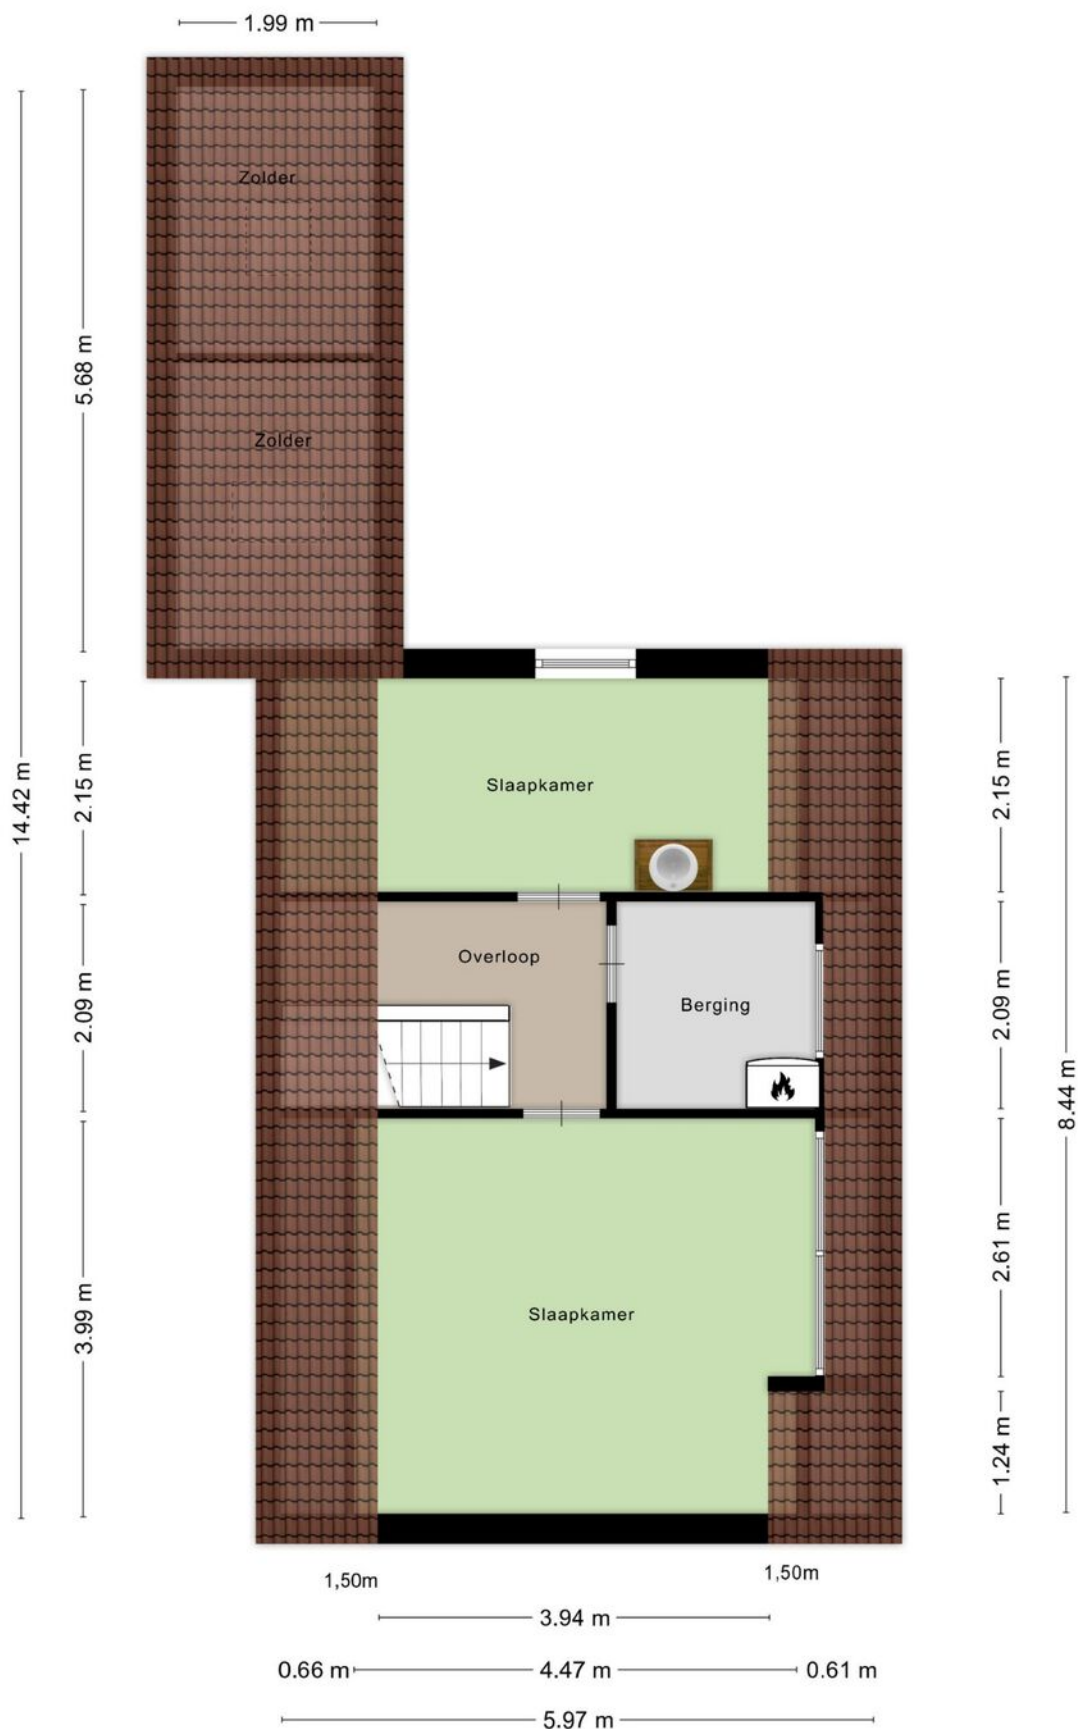 1.99 m
Zolder
5.68 m
Zolder
14.42 m
2.15 m
Slaapkamer
2.15 m
Overloop
2.09 m
Berging
2.09 m
8.44 m
2.61 m
3.99 m
Slaapkamer
1.24 m
1,50m
1,50m
3.94 m
0.66 m
4.47 m
0.61 m
5.97 m